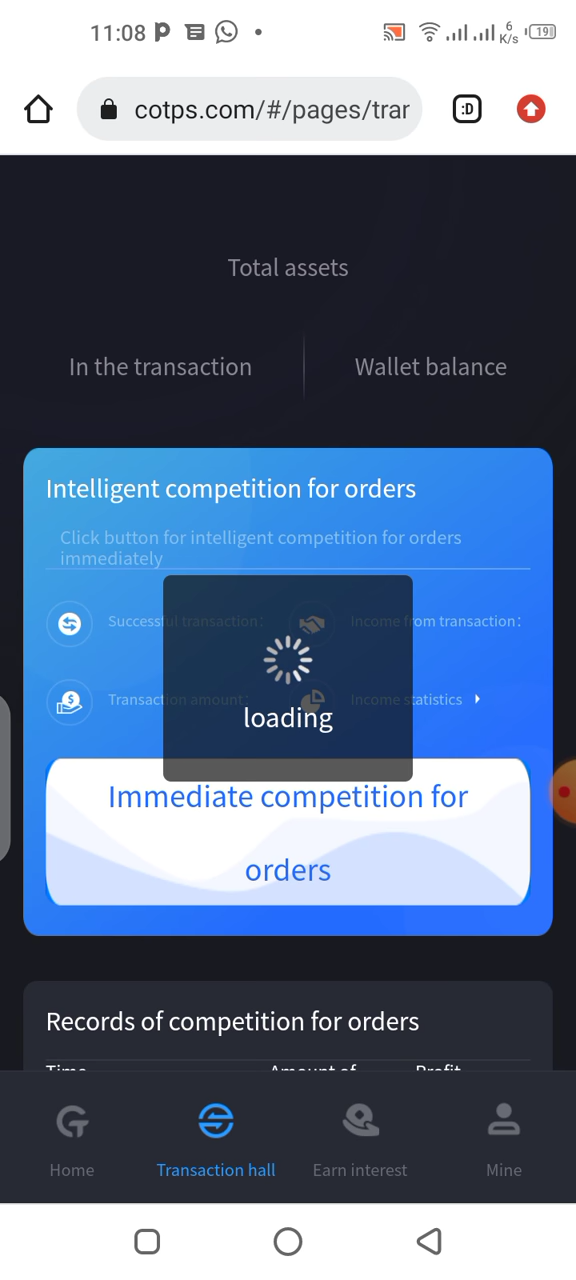 11:08
6
K/s
19
cotps.com/#/pages/trar
:D
Total assets
In the transaction
Wallet balance
Intelligent competition for orders
Click button for intelligent competition for orders
immediately
Successful transaction:
Income from transaction:
Transaction amount:
Income statistics
loading
Immediate competition for
orders
Records of competition for orders
Time
Amount of
Profit
Home
Transaction hall
Earn interest
Mine